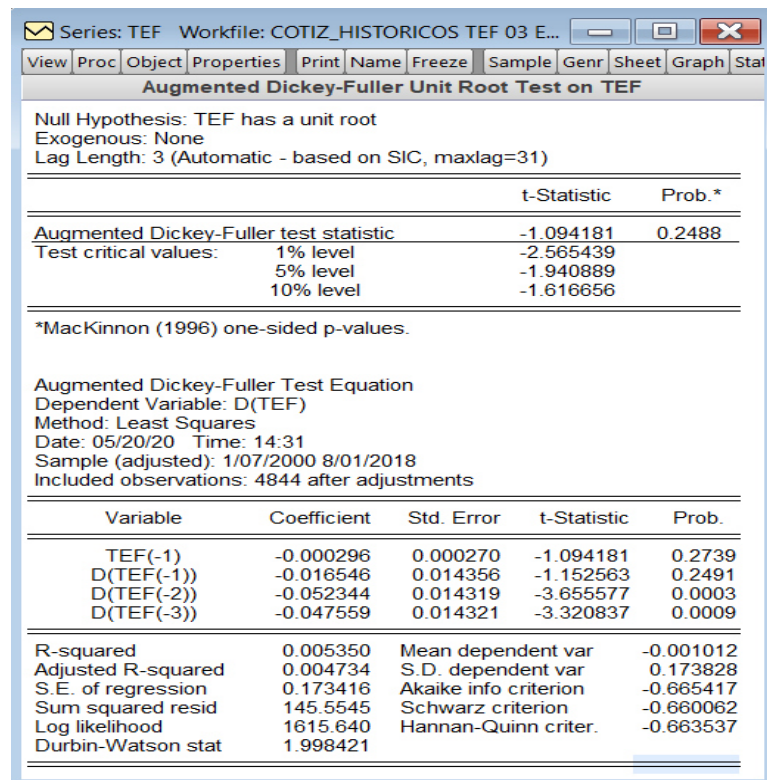 Series: TEF Workfile: COTIZ_HISTORICOS TEF 03 E...
View Proc Object Properties Print Name Freeze Sample Genr Sheet Graph Stat
Augmented Dickey-Fuller Unit Root Test on TEF
Null Hypothesis: TEF has a unit root
Exogenous: None
Lag Length: 3 (Automatic - based on SIC, maxlag=31)
t-Statistic Prob.*
Augmented Dickey-Fuller test statistic -1.094181 0.2488
Test critical values: 1% level -2.565439
5% level -1.940889
10% level -1.616656
*MacKinnon (1996) one-sided p-values.
Augmented Dickey-Fuller Test Equation
Dependent Variable: D(TEF)
Method: Least Squares
Date: 05/20/20 Time: 14:31
Sample (adjusted): 1/07/2000 8/01/2018
Included observations: 4844 after adjustments
Variable Coefficient Std. Error t-Statistic Prob.
TEF(-1) -0.000296 0.000270 -1.094181 0.2739
D(TEF(-1)) -0.016546 0.014356 -1.152563 0.2491
D(TEF(-2)) -0.052344 0.014319 -3.655577 0.0003
D(TEF(-3)) -0.047559 0.014321 -3.320837 0.0009
R-squared 0.005350 Mean dependent var -0.001012
Adjusted R-squared 0.004734 S.D. dependent var 0.173828
S.E. of regression 0.173416 Akaike info criterion -0.665417
Sum squared resid 145.5545 Schwarz criterion -0.660062
Log likelihood 1615.640 Hannan-Quinn criter. -0.663537
Durbin-Watson stat 1.998421